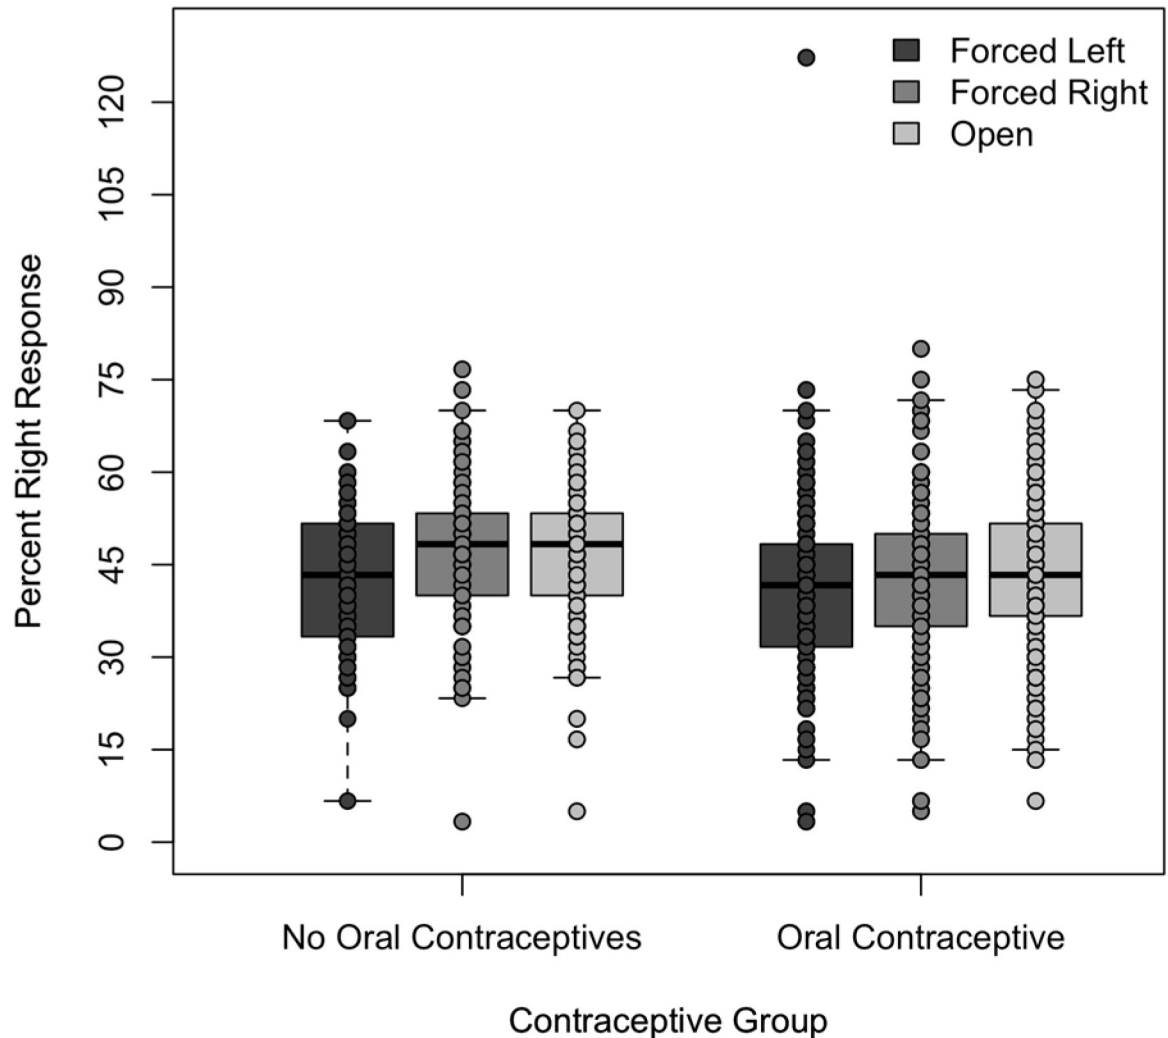 Forced Left
Forced Right
Open
120
105
90
75
60
45
30
15
0
Percent Right Response
No Oral Contraceptives
Oral Contraceptive
Contraceptive Group